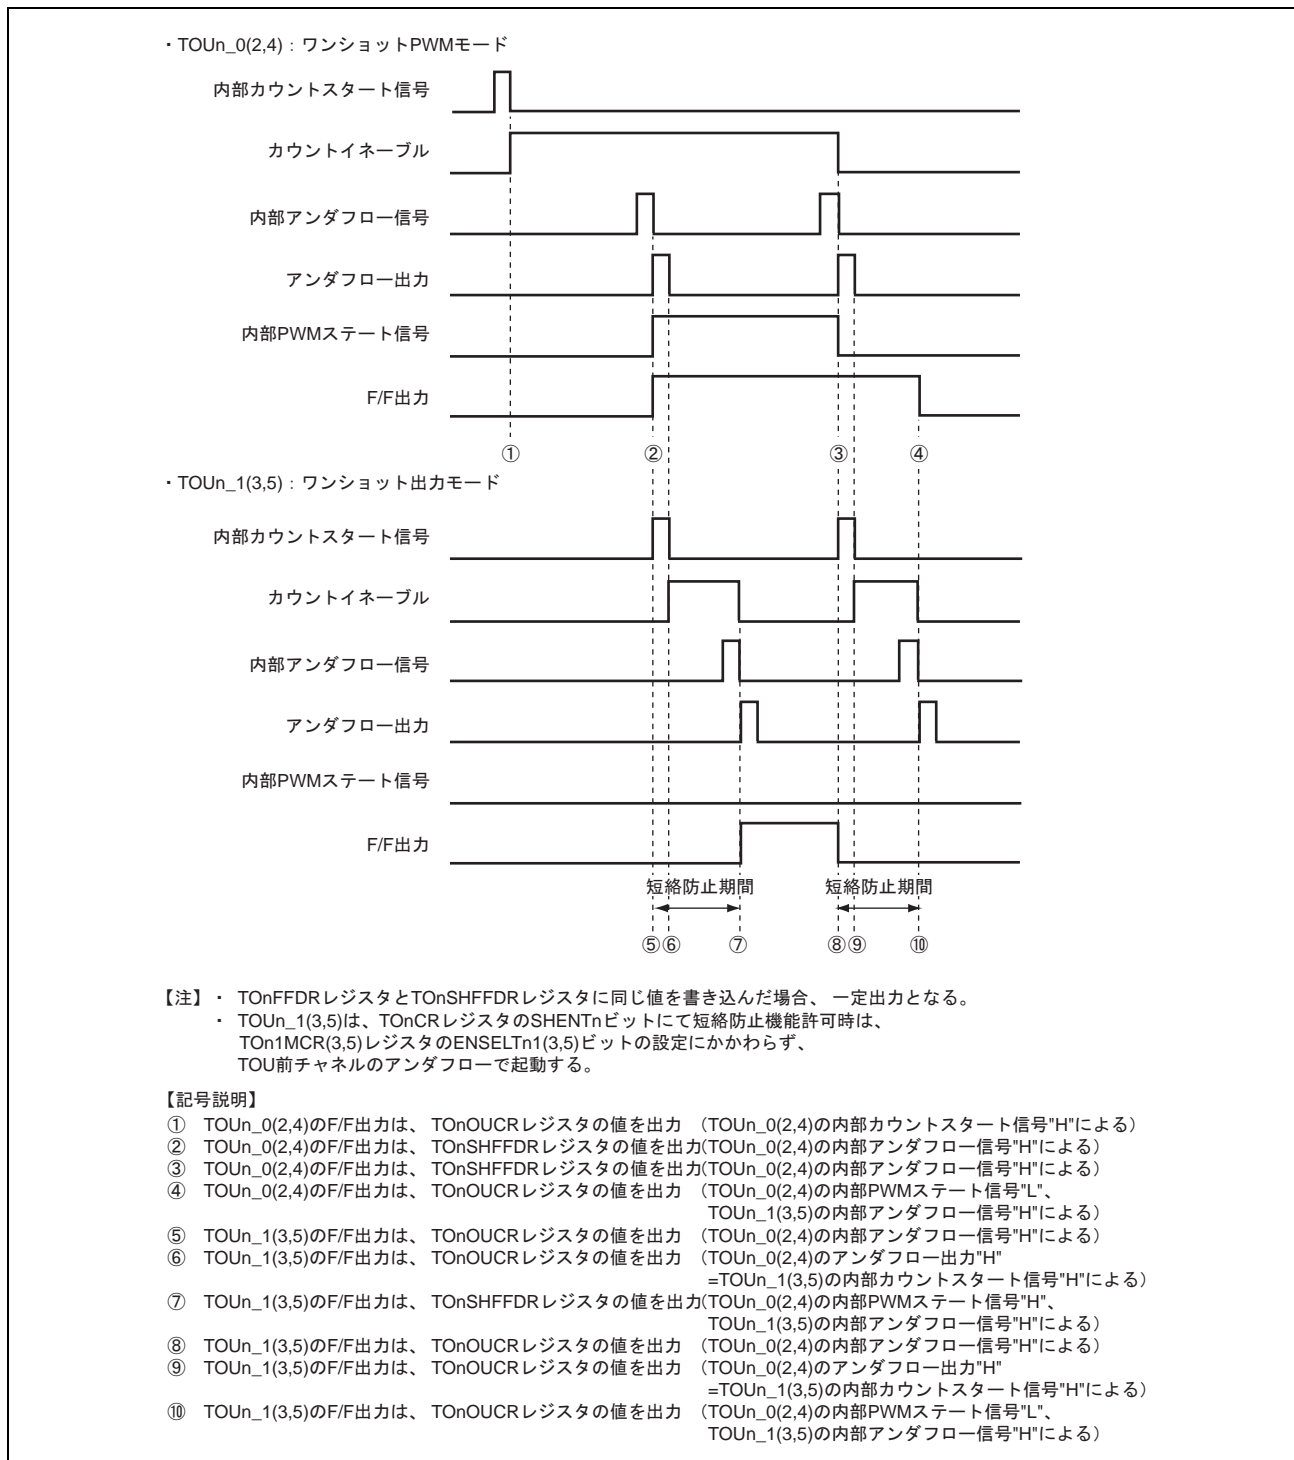 ・TOUn_0(2,4)：ワンショットPWMモード
内部カウントスタート信号
カウントイネーブル
内部アンダフロー信号
アンダフロー出力
内部PWMステート信号
F/F出力
① ② ③ ④
・TOUn_1(3,5)：ワンショット出力モード
内部カウントスタート信号
カウントイネーブル
内部アンダフロー信号
アンダフロー出力
内部PWMステート信号
F/F出力
短絡防止期間 短絡防止期間
⑤⑥ ⑦ ⑧⑨ ⑩
【注】・ TOnFFDRレジスタとTOnSHFFDRレジスタに同じ値を書き込んだ場合、一定出力となる。
・ TOUn_1(3,5)は、TOnCRレジスタのSHENTnビットにて短絡防止機能許可時は、
TOn1MCR(3,5)レジスタのENSELTn1(3,5)ビットの設定にかかわらず、
TOU前チャネルのアンダフローで起動する。
【記号説明】
① TOUn_0(2,4)のF/F出力は、TOnOUCRレジスタの値を出力 （TOUn_0(2,4)の内部カウントスタート信号"H"による）
② TOUn_0(2,4)のF/F出力は、TOnSHFFDRレジスタの値を出力(TOUn_0(2,4)の内部アンダフロー信号"H"による）
③ TOUn_0(2,4)のF/F出力は、TOnSHFFDRレジスタの値を出力(TOUn_0(2,4)の内部アンダフロー信号"H"による）
④ TOUn_0(2,4)のF/F出力は、TOnOUCRレジスタの値を出力 （TOUn_0(2,4)の内部PWMステート信号"L"、
TOUn_1(3,5)の内部アンダフロー信号"H"による）
⑤ TOUn_1(3,5)のF/F出力は、TOnOUCRレジスタの値を出力 （TOUn_0(2,4)の内部アンダフロー信号"H"による）
⑥ TOUn_1(3,5)のF/F出力は、TOnOUCRレジスタの値を出力 （TOUn_0(2,4)のアンダフロー出力"H"
=TOUn_1(3,5)の内部カウントスタート信号"H"による）
⑦ TOUn_1(3,5)のF/F出力は、TOnSHFFDRレジスタの値を出力(TOUn_0(2,4)の内部PWMステート信号"H"、
TOUn_1(3,5)の内部アンダフロー信号"H"による）
⑧ TOUn_1(3,5)のF/F出力は、TOnOUCRレジスタの値を出力 （TOUn_0(2,4)の内部アンダフロー信号"H"による）
⑨ TOUn_1(3,5)のF/F出力は、TOnOUCRレジスタの値を出力 （TOUn_0(2,4)のアンダフロー出力"H"
=TOUn_1(3,5)の内部カウントスタート信号"H"による）
⑩ TOUn_1(3,5)のF/F出力は、TOnOUCRレジスタの値を出力 （TOUn_0(2,4)の内部PWMステート信号"L"、
TOUn_1(3,5)の内部アンダフロー信号"H"による）